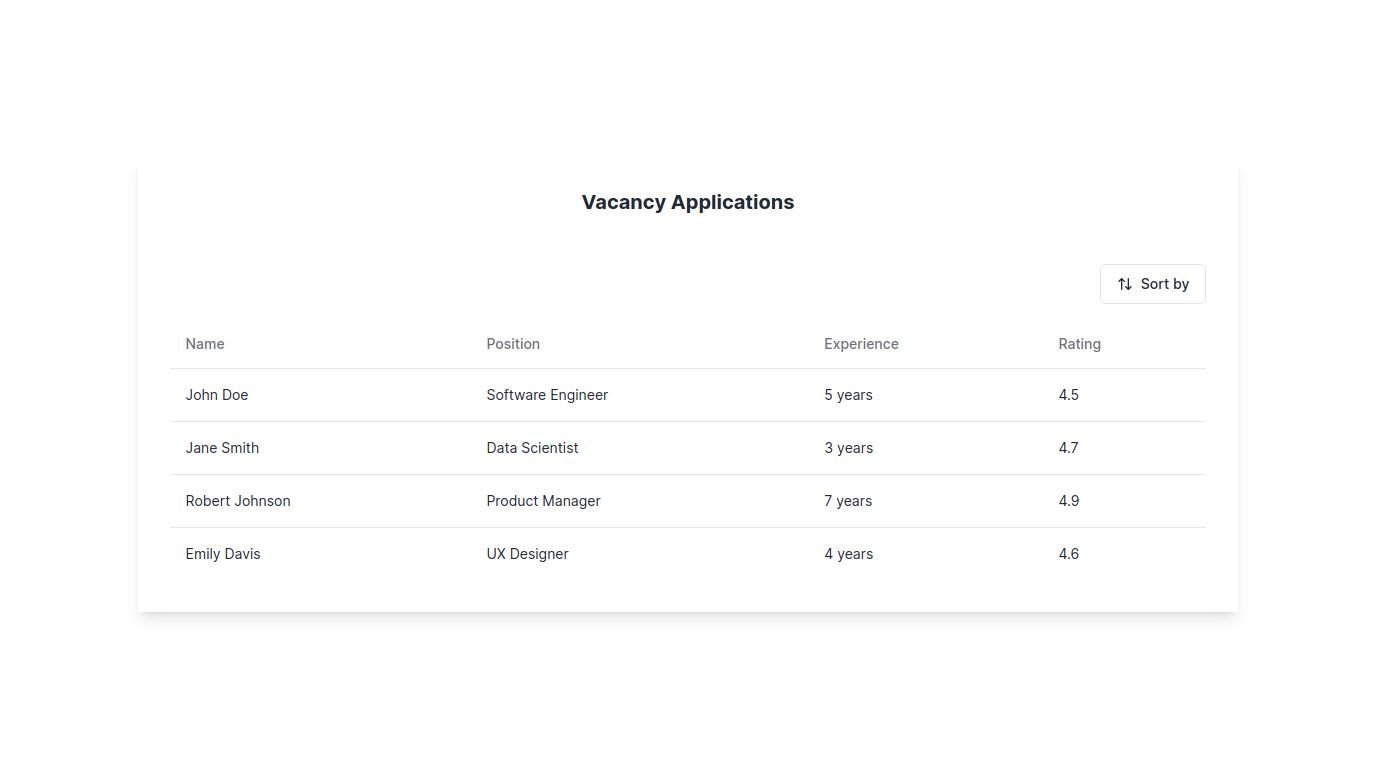 Vacancy Applications
Sort by
Name Position Experience Rating
John Doe Software Engineer 5 years 4.5
Jane Smith Data Scientist 3 years 4.7
Robert Johnson Product Manager 7 years 4.9
Emily Davis UX Designer 4 years 4.6